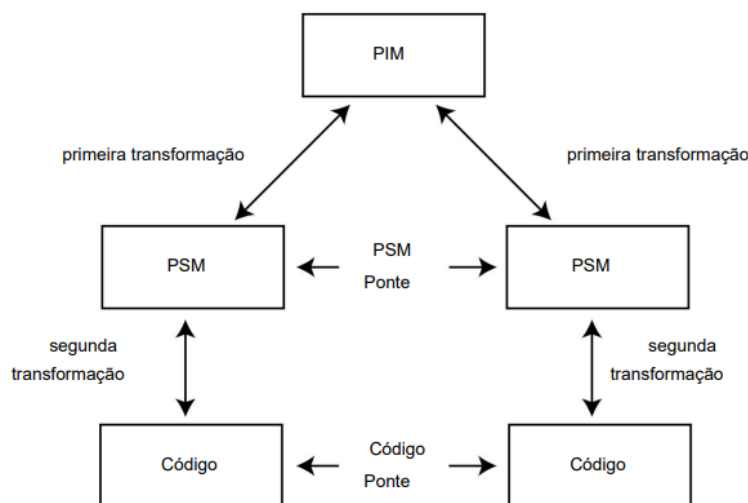 PIM
primeira transformação
primeira transformação
PSM
PSM
Ponte
PSM
segunda
transformação
segunda
transformação
Código
Código
Ponte
Código